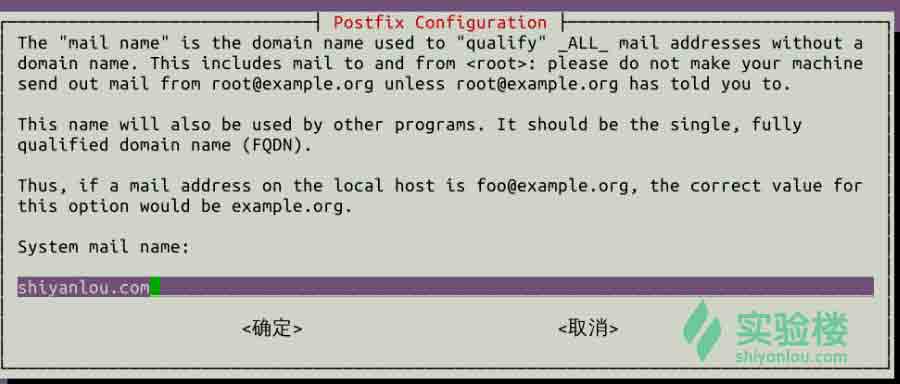 Postfix Configuration
The "mail name" is the domain name used to "qualify" _ALL_ mail addresses without a
domain name. This includes mail to and from <root>: please do not make your machine
send out mail from root@example.org unless root@example.org has told you to.
This name will also be used by other programs. It should be the single, fully
qualified domain name (FQDN).
Thus, if a mail address on the local host is foo@example.org, the correct value for
this option would be example.org.
System mail name:
shiyanlou.com
<确定> <取消>
实验楼
shiyanlou.com